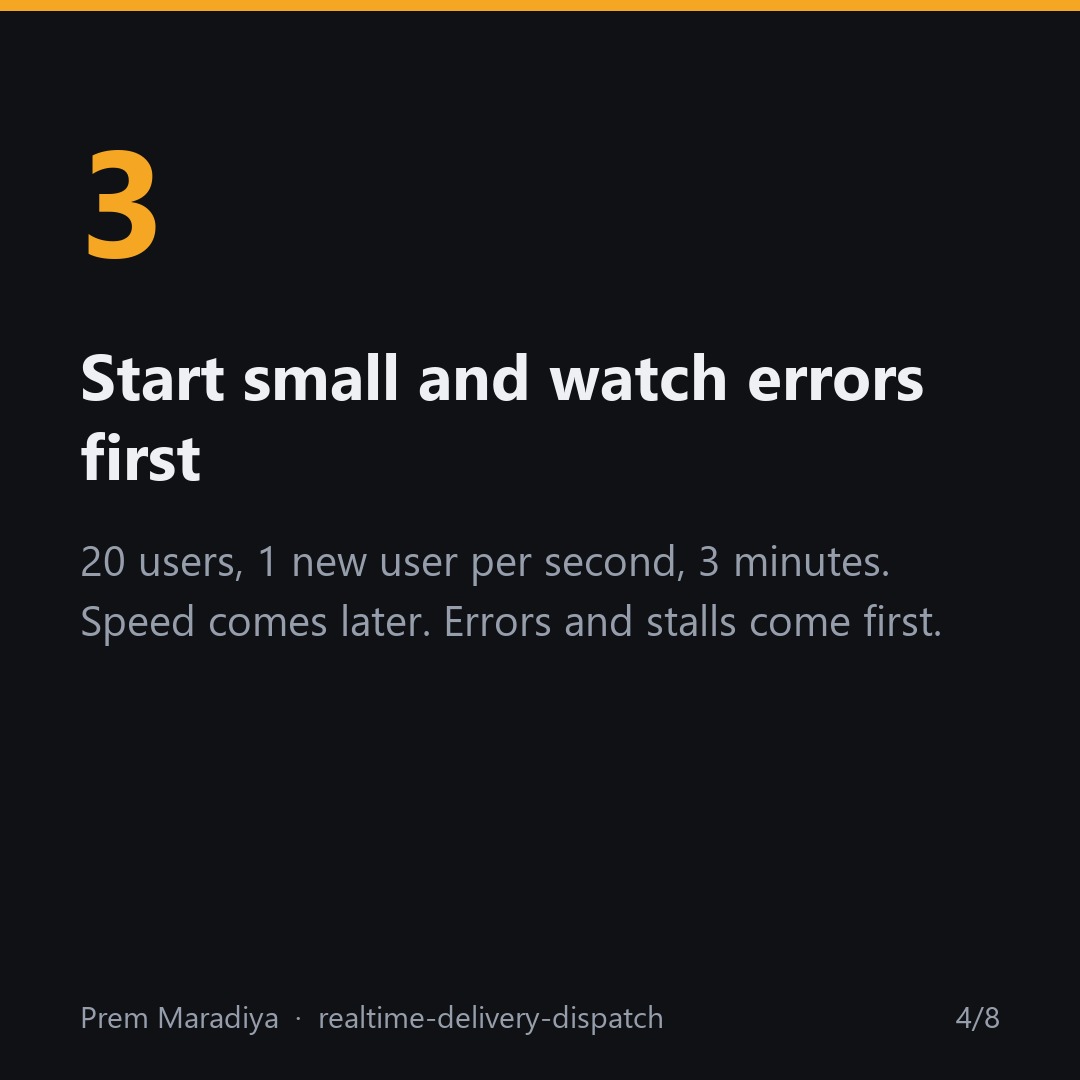 3
Start small and watch errors
first
20 users, 1 new user per second, 3 minutes.
Speed comes later. Errors and stalls come first.
Prem Maradiya · realtime-delivery-dispatch 4/8